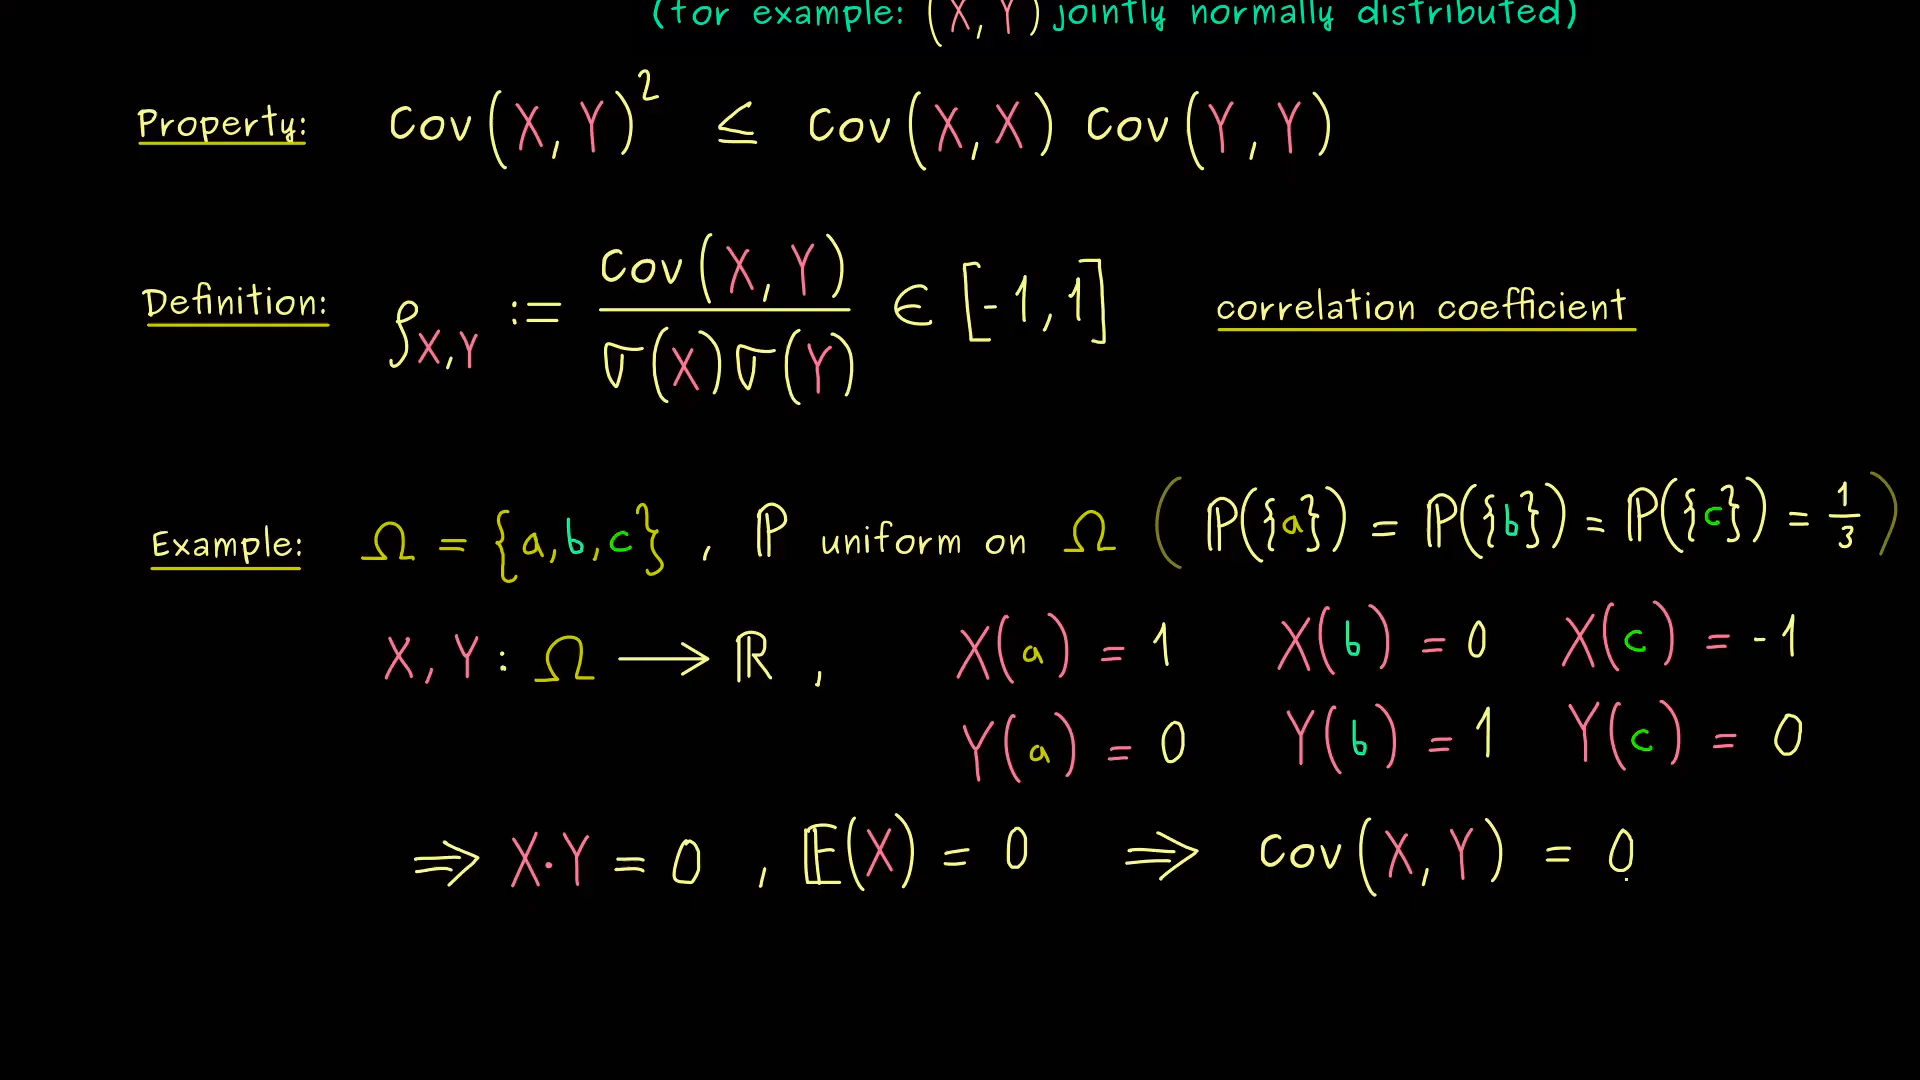 (for example: (X, Y) jointly normally distributed)
Property: Cov(X, Y)² ≤ Cov(X, X) Cov(Y, Y)
Definition: ρ_{X,Y} := Cov(X, Y) / σ(X) σ(Y) ∈ [-1, 1] correlation coefficient
Example: Ω = {a, b, c} , ℙ uniform on Ω (ℙ({a}) = ℙ({b}) = ℙ({c}) = 1/3)
X, Y : Ω ⟶ ℝ , X(a) = 1 X(b) = 0 X(c) = -1
Y(a) = 0 Y(b) = 1 Y(c) = 0
⇒ X·Y = 0 , 𝔼(X) = 0 ⇒ Cov(X, Y) = 0